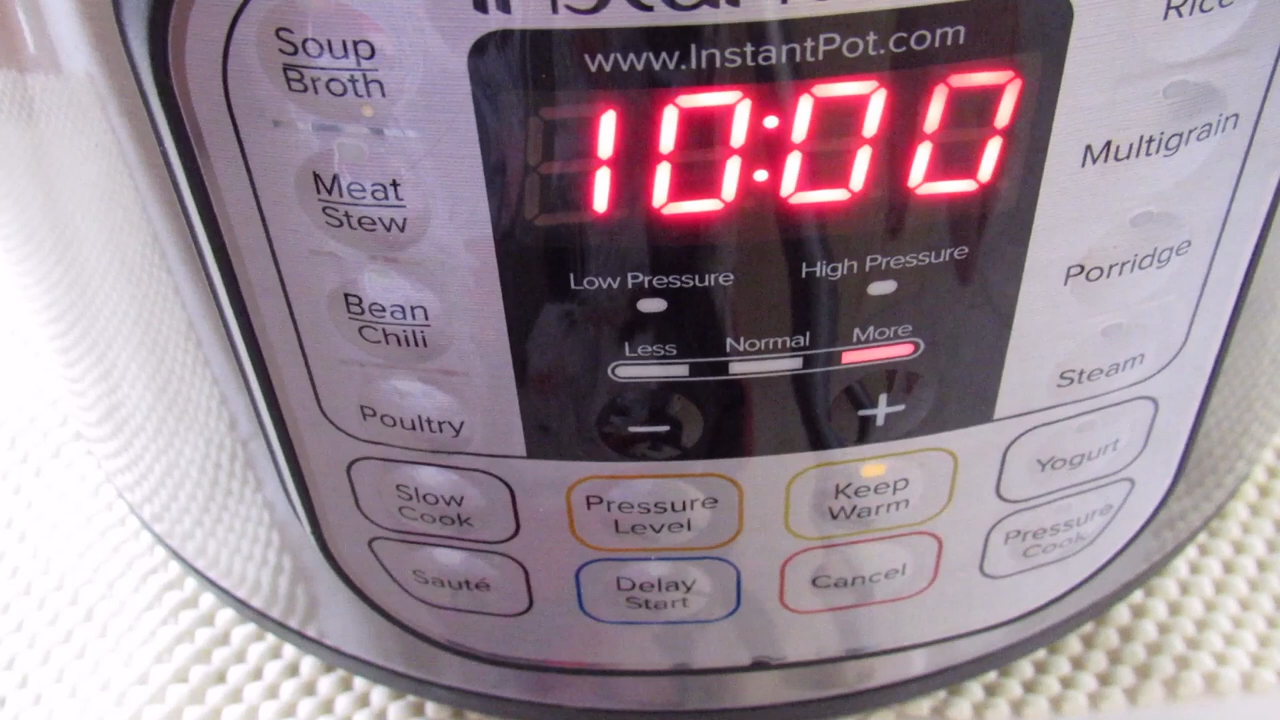 Instant
www.InstantPot.com
10:00
Low Pressure
High Pressure
Less
Normal
More
−
+
Soup
Broth
Meat
Stew
Bean
Chili
Poultry
Rice
Multigrain
Porridge
Steam
Slow
Cook
Sauté
Pressure
Level
Delay
Start
Keep
Warm
Cancel
Yogurt
Pressure
Cook